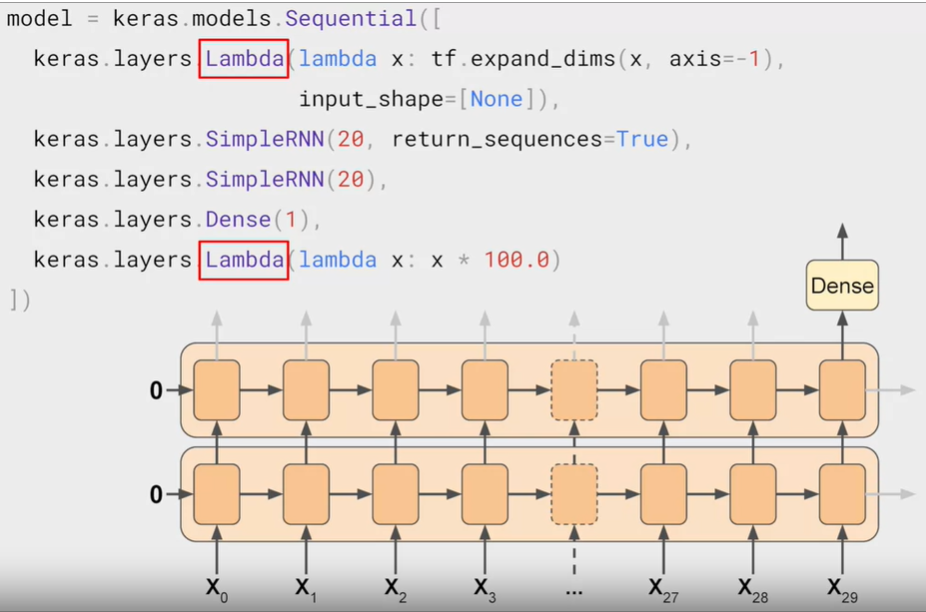 model = keras.models.Sequential([
keras.layers.Lambda(lambda x: tf.expand_dims(x, axis=-1),
input_shape=[None]),
keras.layers.SimpleRNN(20, return_sequences=True),
keras.layers.SimpleRNN(20),
keras.layers.Dense(1),
keras.layers.Lambda(lambda x: x * 100.0)
])
Dense
0
0
X0 X1 X2 X3 ... X27 X28 X29